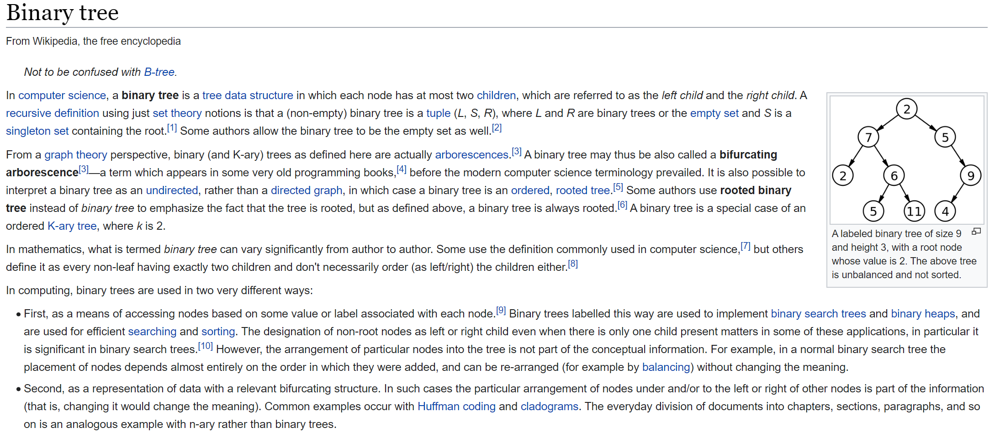 Binary tree
From Wikipedia, the free encyclopedia
Not to be confused with B-tree.
In computer science, a binary tree is a tree data structure in which each node has at most two children, which are referred to as the left child and the right child. A
recursive definition using just set theory notions is that a (non-empty) binary tree is a tuple (L, S, R), where L and R are binary trees or the empty set and S is a
singleton set containing the root.[1] Some authors allow the binary tree to be the empty set as well.[2]
From a graph theory perspective, binary (and K-ary) trees as defined here are actually arborescences.[3] A binary tree may thus be also called a bifurcating
arborescence[3]—a term which appears in some very old programming books,[4] before the modern computer science terminology prevailed. It is also possible to
interpret a binary tree as an undirected, rather than a directed graph, in which case a binary tree is an ordered, rooted tree.[5] Some authors use rooted binary
tree instead of binary tree to emphasize the fact that the tree is rooted, but as defined above, a binary tree is always rooted.[6] A binary tree is a special case of an
ordered K-ary tree, where k is 2.
In mathematics, what is termed binary tree can vary significantly from author to author. Some use the definition commonly used in computer science,[7] but others
define it as every non-leaf having exactly two children and don't necessarily order (as left/right) the children either.[8]
In computing, binary trees are used in two very different ways:
2
7 5
2 6 9
5 11 4
A labeled binary tree of size 9
and height 3, with a root node
whose value is 2. The above tree
is unbalanced and not sorted.
• First, as a means of accessing nodes based on some value or label associated with each node.[9] Binary trees labelled this way are used to implement binary search trees and binary heaps, and
are used for efficient searching and sorting. The designation of non-root nodes as left or right child even when there is only one child present matters in some of these applications, in particular it
is significant in binary search trees.[10] However, the arrangement of particular nodes into the tree is not part of the conceptual information. For example, in a normal binary search tree the
placement of nodes depends almost entirely on the order in which they were added, and can be re-arranged (for example by balancing) without changing the meaning.
• Second, as a representation of data with a relevant bifurcating structure. In such cases the particular arrangement of nodes under and/or to the left or right of other nodes is part of the information
(that is, changing it would change the meaning). Common examples occur with Huffman coding and cladograms. The everyday division of documents into chapters, sections, paragraphs, and so
on is an analogous example with n-ary rather than binary trees.